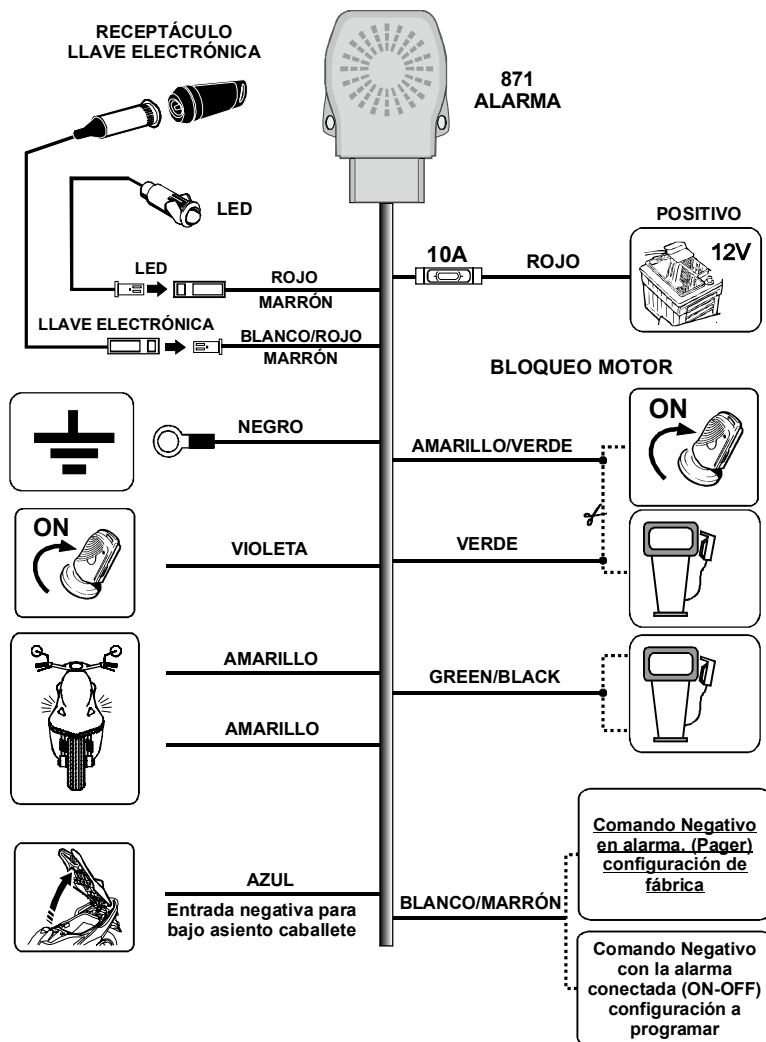 RECEPTÁCULO
LLAVE ELECTRÓNICA
871
ALARMA
LED
POSITIVO
12V
10A
ROJO
LED
ROJO
MARRÓN
LLAVE ELECTRÓNICA
BLANCO/ROJO
MARRÓN
BLOQUEO MOTOR
NEGRO
ON
AMARILLO/VERDE
ON
VIOLETA
VERDE
AMARILLO
GREEN/BLACK
AMARILLO
Comando Negativo
en alarma. (Pager)
configuración de
fábrica
AZUL
Entrada negativa para
bajo asiento caballete
BLANCO/MARRÓN
Comando Negativo
con la alarma
conectada (ON-OFF)
configuración a
programar